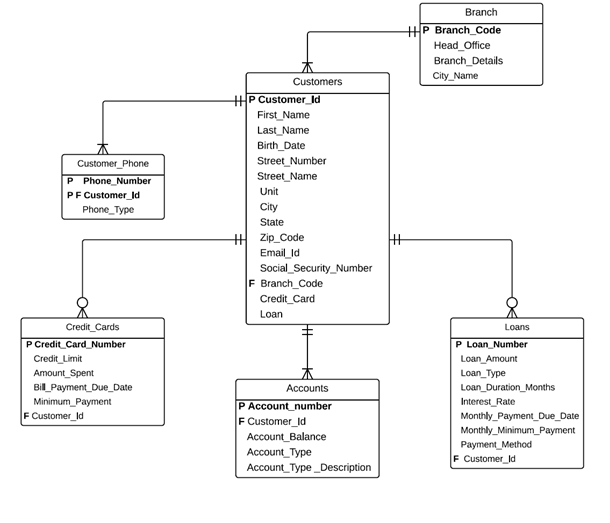 Branch
P Branch_Code
Head_Office
Branch_Details
City_Name
Customers
P Customer_Id
First_Name
Last_Name
Birth_Date
Street_Number
Street_Name
Unit
City
State
Zip_Code
Email_Id
Social_Security_Number
F Branch_Code
Credit_Card
Loan
Customer_Phone
P Phone_Number
P F Customer_Id
Phone_Type
Credit_Cards
P Credit_Card_Number
Credit_Limit
Amount_Spent
Bill_Payment_Due_Date
Minimum_Payment
F Customer_Id
Accounts
P Account_number
F Customer_Id
Account_Balance
Account_Type
Account_Type _Description
Loans
P Loan_Number
Loan_Amount
Loan_Type
Loan_Duration_Months
Interest_Rate
Monthly_Payment_Due_Date
Monthly_Minimum_Payment
Payment_Method
F Customer_Id